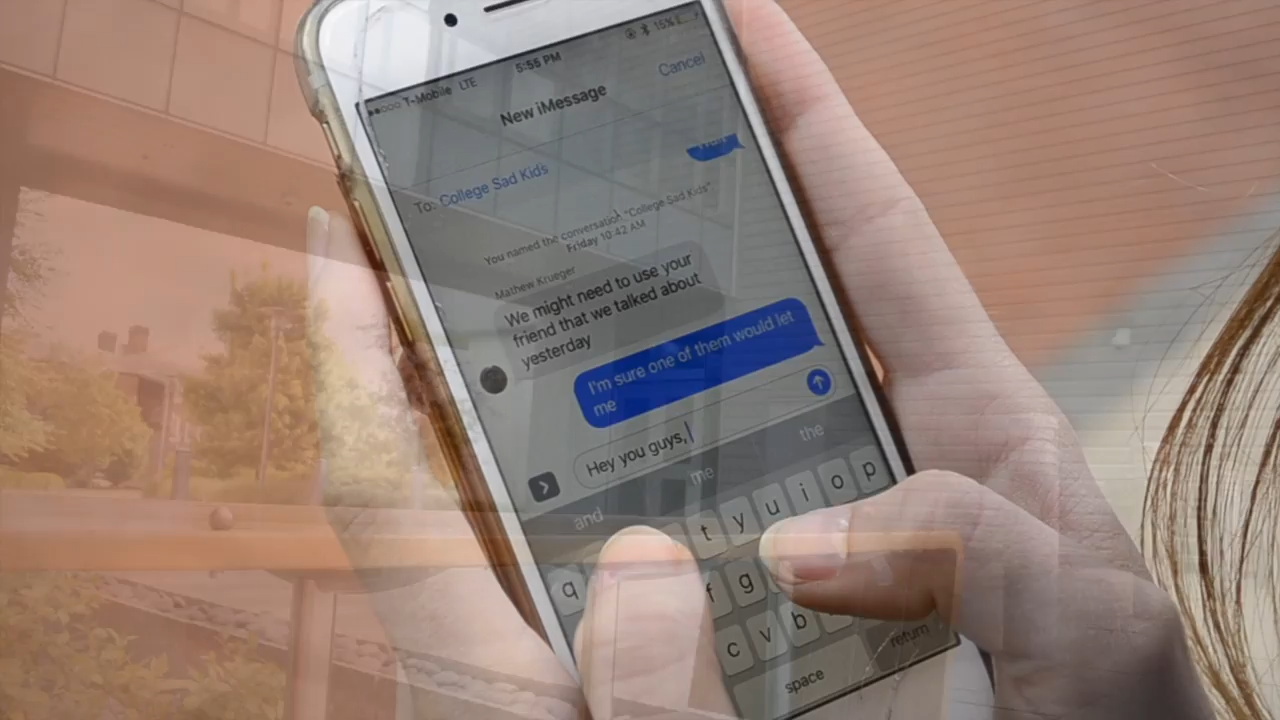 T-Mobile LTE 5:55 PM 15%
New iMessage
Cancel
To: College Sad Kids
You named the conversation "College Sad Kids"
Friday 10:42 AM
Mathew Krueger
We might need to use your
friend that we talked about
yesterday
I'm sure one of them would let
me
Hey you guys,
and me the
q t y u i o p
f g
c v b
space return